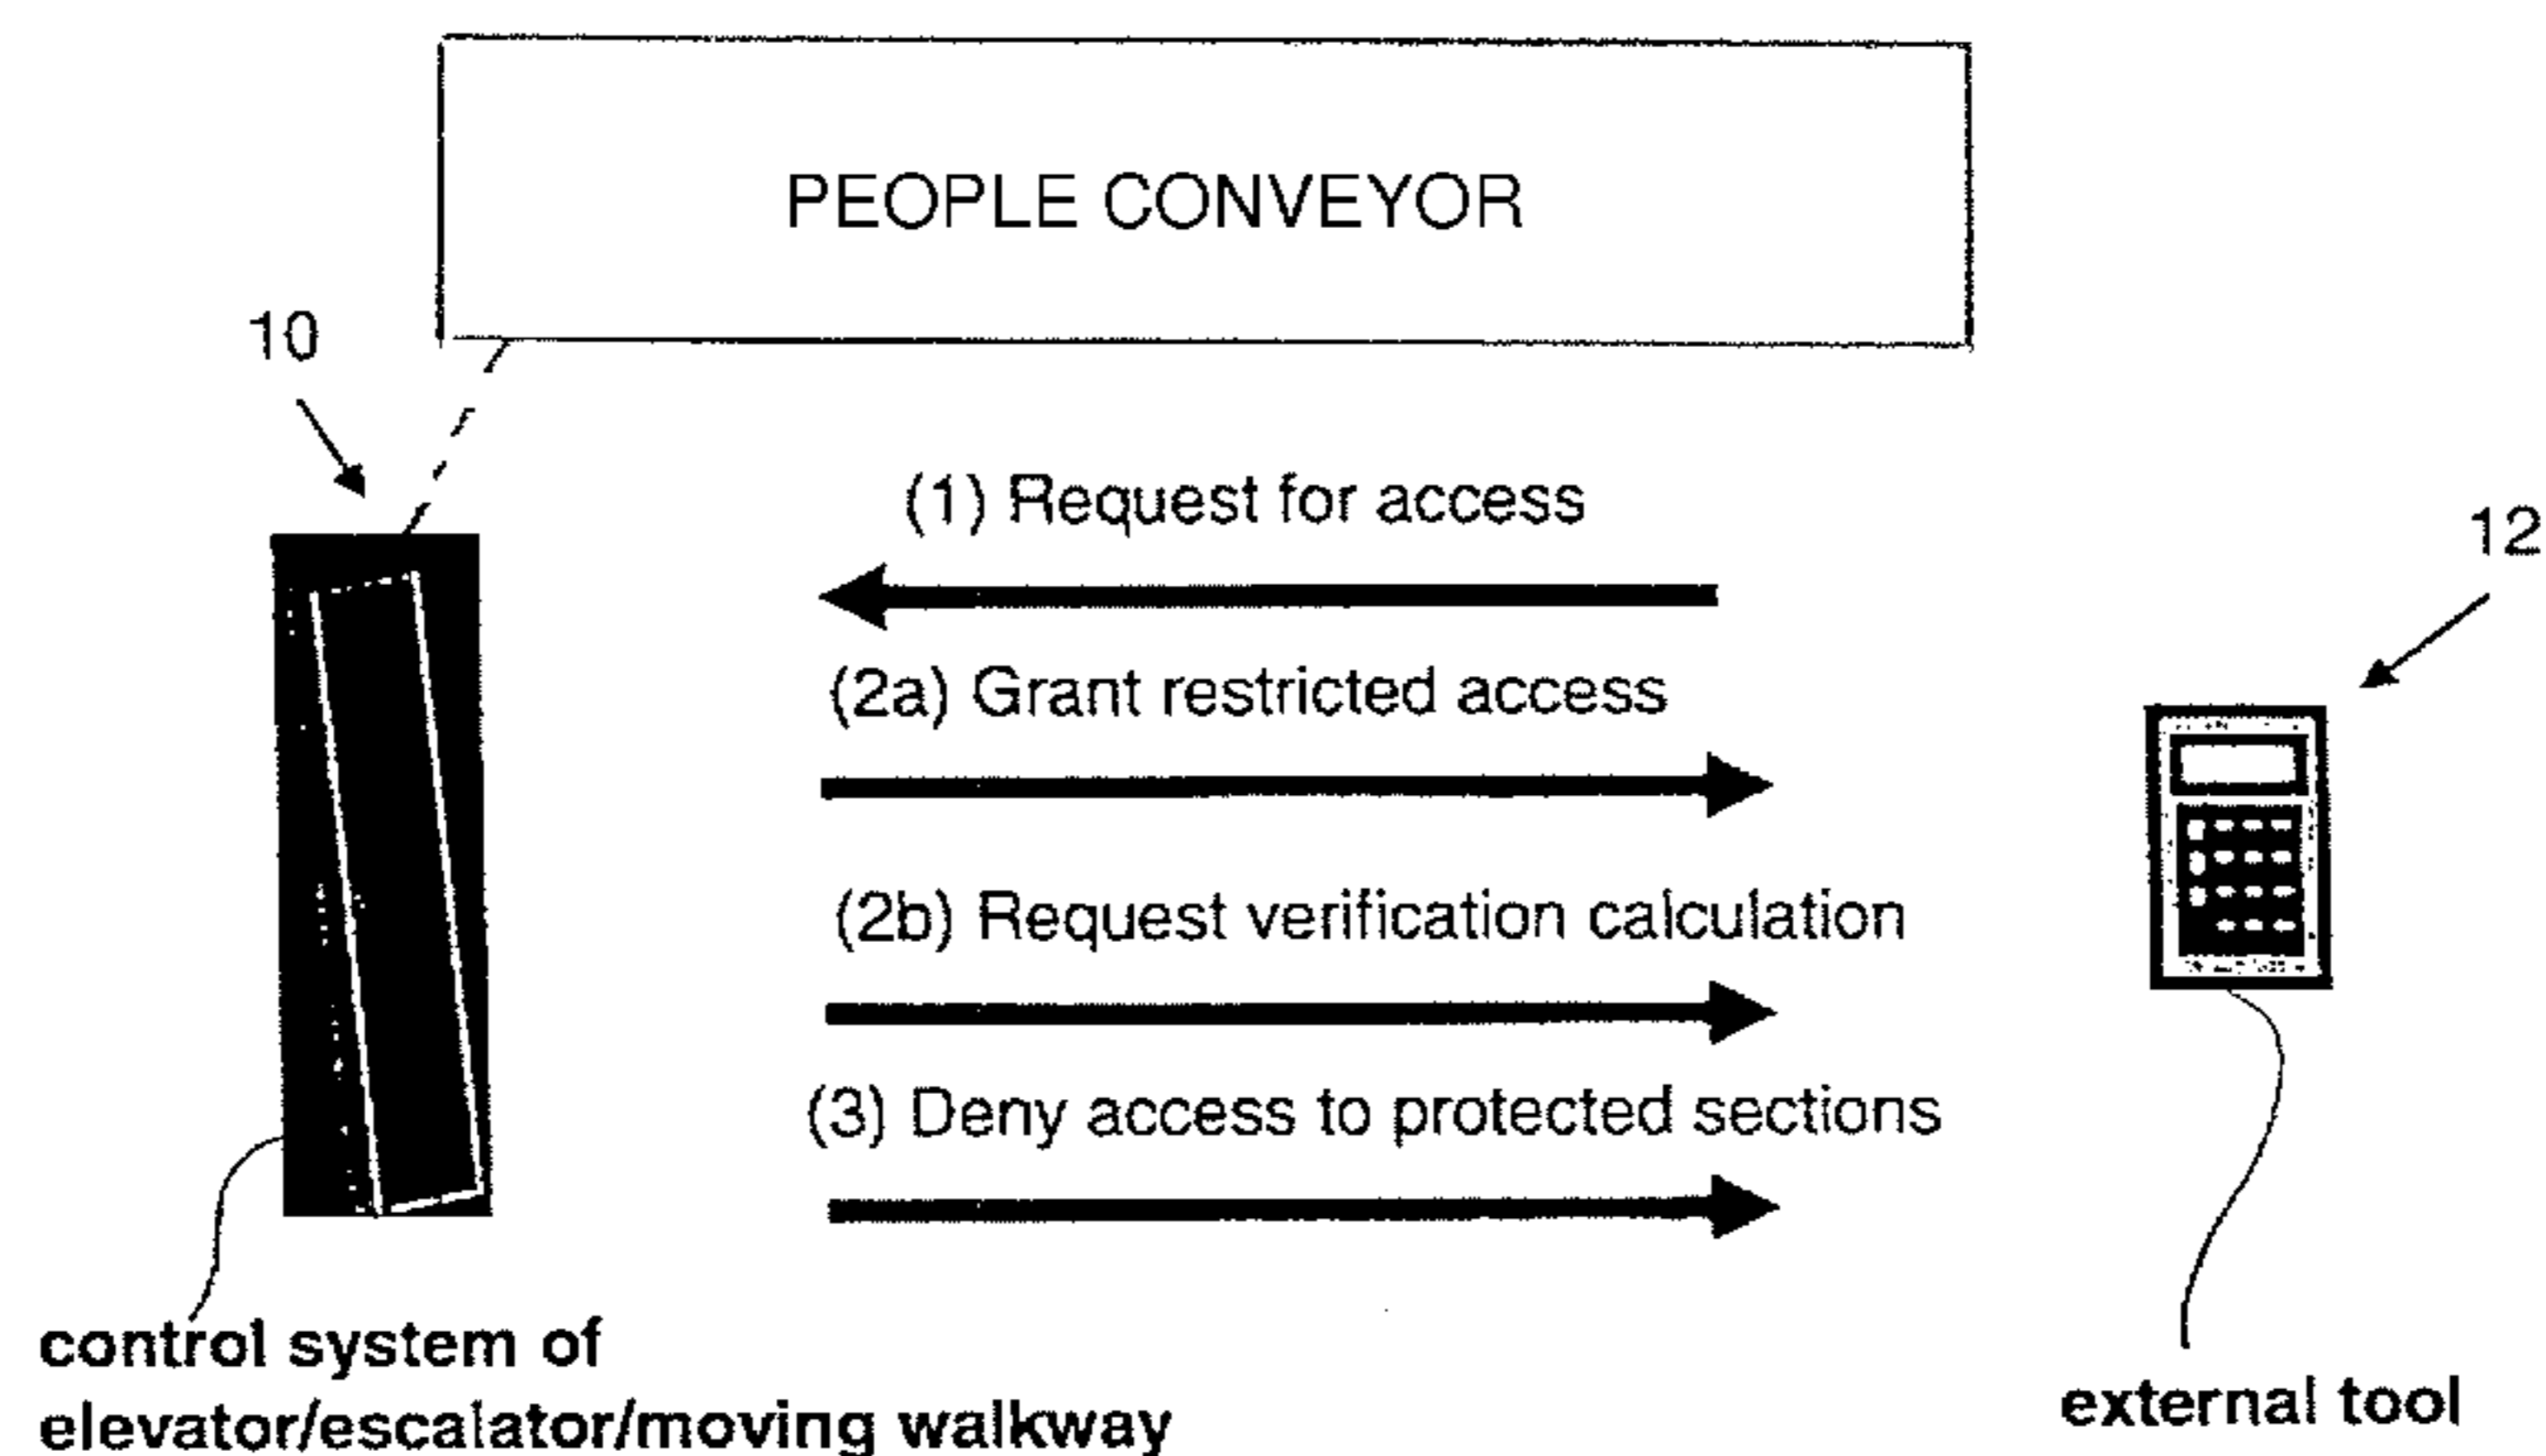 PEOPLE CONVEYOR
10
(1) Request for access
12
(2a) Grant restricted access
(2b) Request verification calculation
(3) Deny access to protected sections
control system of
elevator/escalator/moving walkway
external tool